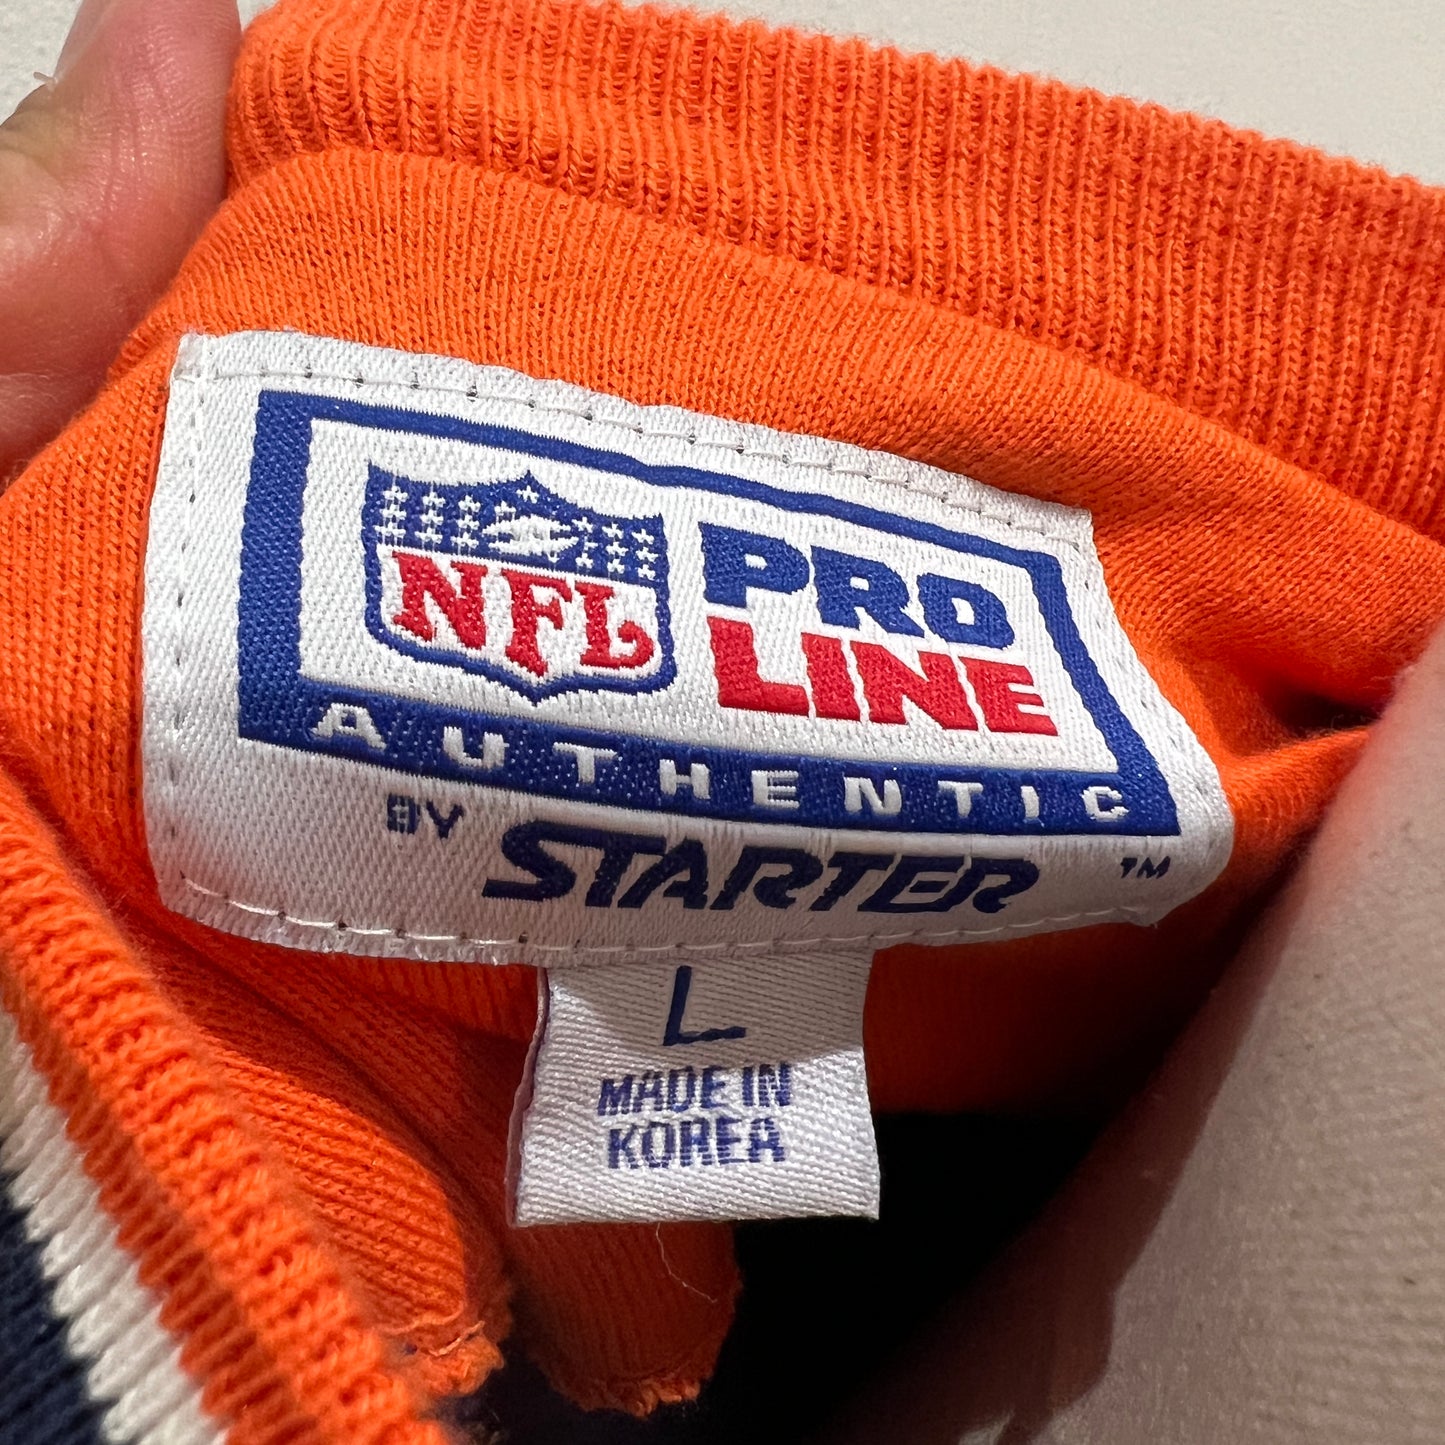 NFL
PRO
LINE
AUTHENTIC
BY STARTER ™
L
MADE IN
KOREA